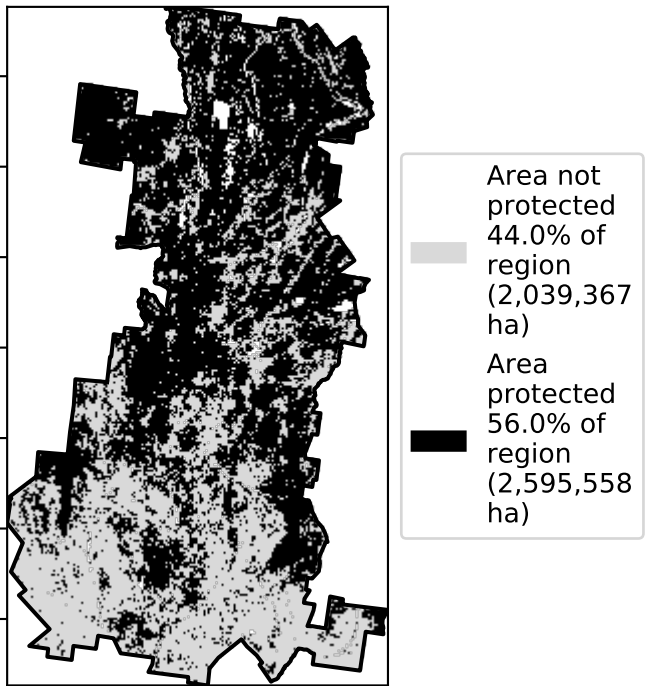 Area not
protected
44.0% of
region
(2,039,367
ha)
Area
protected
56.0% of
region
(2,595,558
ha)